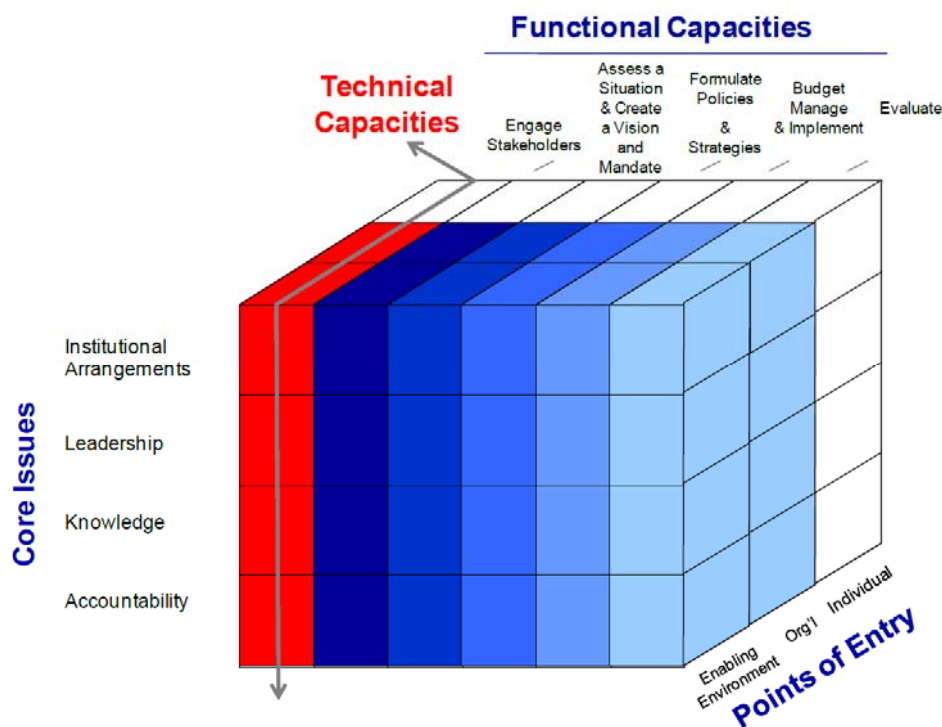 Functional Capacities
Technical
Capacities
Engage
Stakeholders
Assess a
Situation
& Create
a Vision
and
Mandate
Formulate
Policies
&
Strategies
Budget
Manage
& Implement
Evaluate
Core Issues
Institutional
Arrangements
Leadership
Knowledge
Accountability
Enabling
Environment
Org'l
Individual
Points of Entry